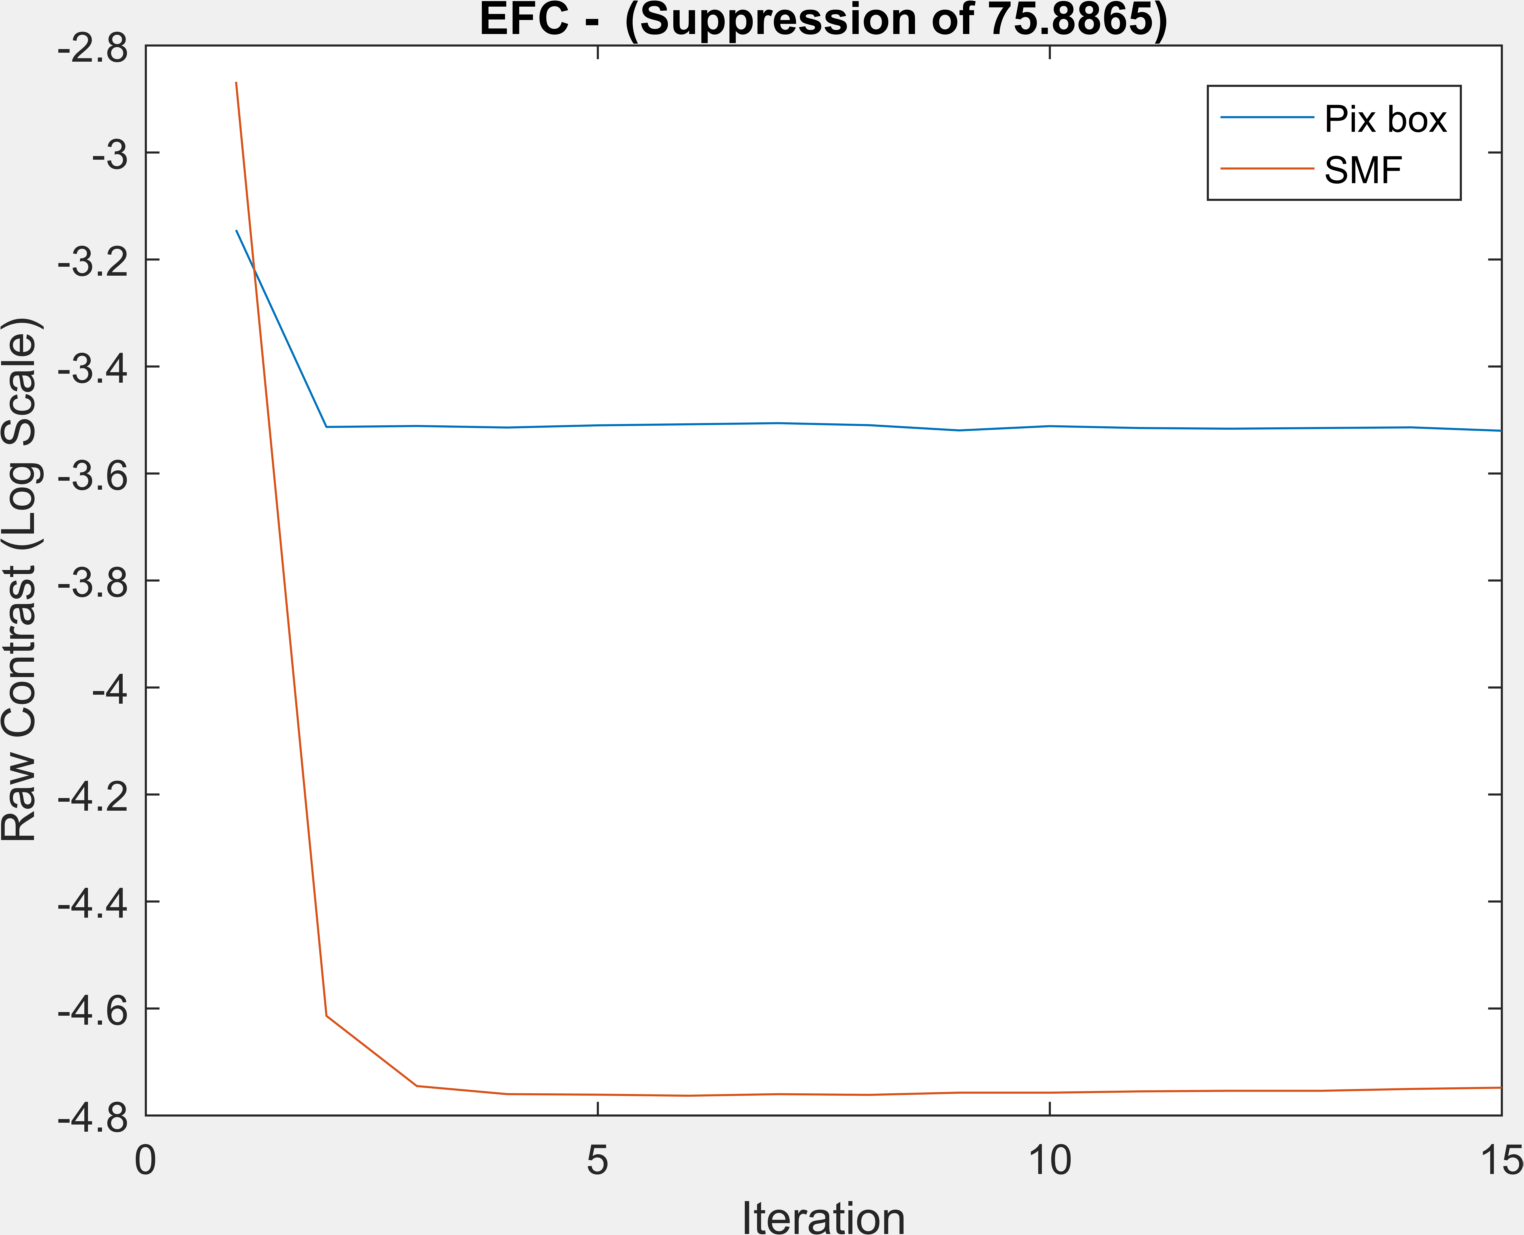 EFC -  (Suppression of 75.8865)
-2.8
-3
-3.2
-3.4
-3.6
-3.8
-4
-4.2
-4.4
-4.6
-4.8
Raw Contrast (Log Scale)
Pix box
SMF
0 5 10 15
Iteration